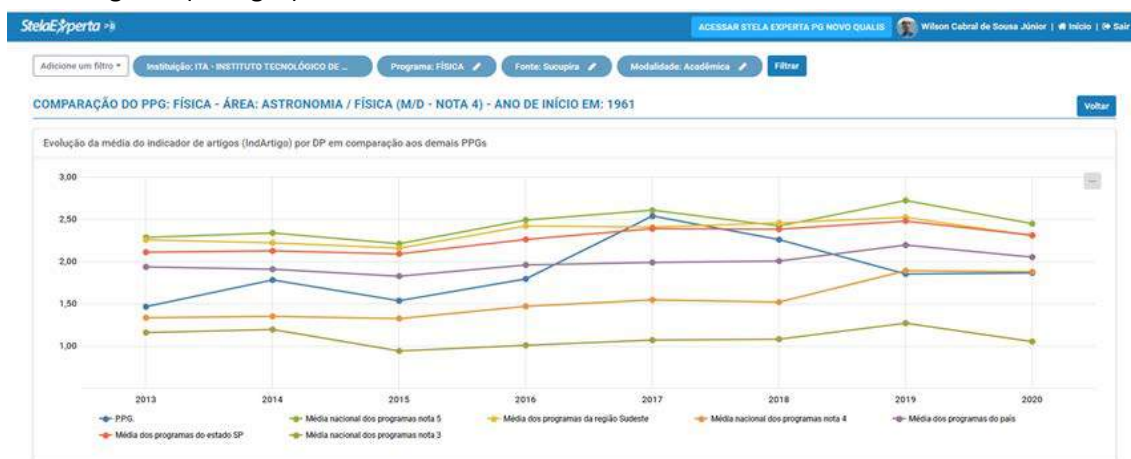 StelaExperta
ACESSAR STELA EXPERTA PG NOVO QUALIS
Wilson Cabral de Sousa Júnior | Início | Sair
Adicione um filtro
Instituição: ITA - INSTITUTO TECNOLÓGICO DE ...
Programa: FÍSICA
Fonte: Sucupira
Modalidade: Acadêmica
Filtrar
COMPARAÇÃO DO PPG: FÍSICA - ÁREA: ASTRONOMIA / FÍSICA (M/D - NOTA 4) - ANO DE INÍCIO EM: 1961
Voltar
Evolução da média do indicador de artigos (IndArtigo) por DP em comparação aos demais PPGs
3,00
2,50
2,00
1,50
1,00
2013 2014 2015 2016 2017 2018 2019 2020
PPG. Média nacional dos programas nota 5 Média dos programas da região Sudeste Média nacional dos programas nota 4 Média dos programas do país
Média dos programas do estado SP Média nacional dos programas nota 3